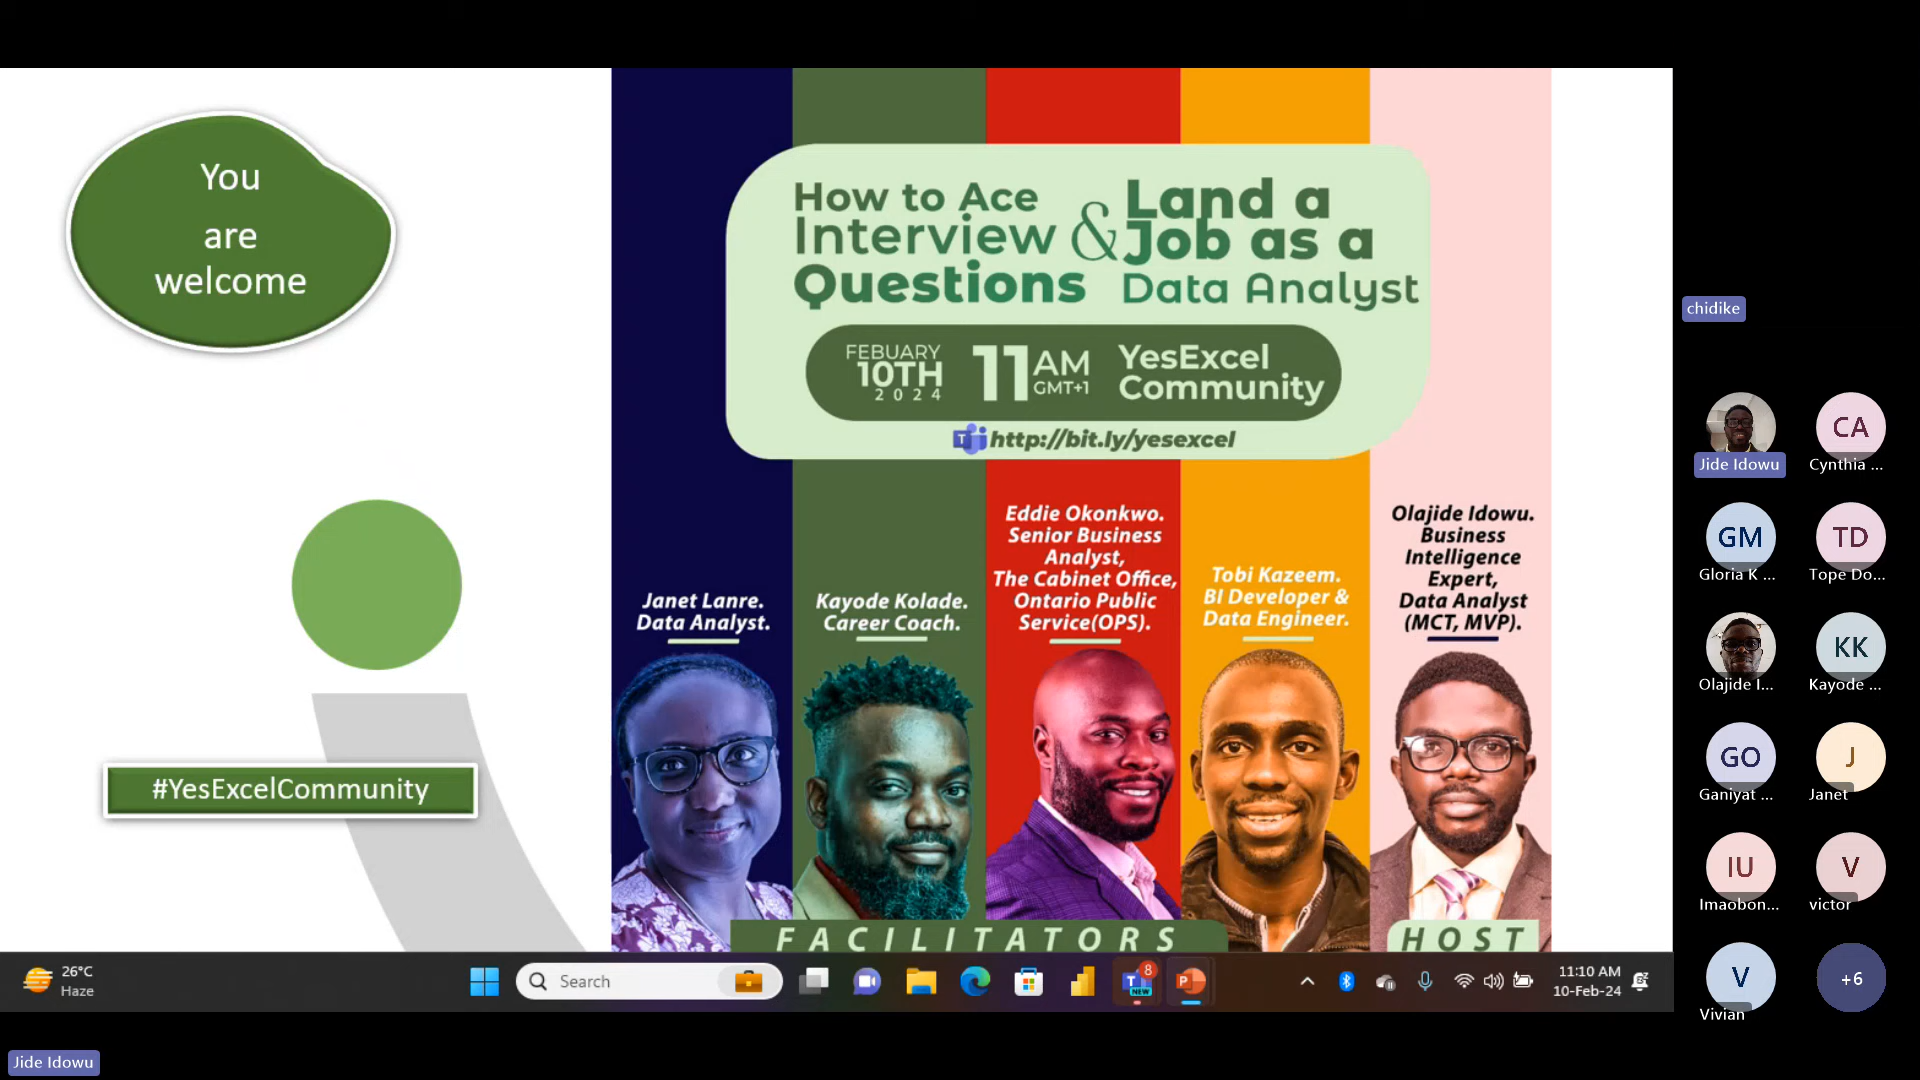 You
are
welcome
#YesExcelCommunity
How to Ace
Interview
Questions
&
Land a
Job as a
Data Analyst
FEBUARY
10TH
2024
11 AM
GMT+1
YesExcel
Community
http://bit.ly/yesexcel
Janet Lanre.
Data Analyst.
Kayode Kolade.
Career Coach.
Eddie Okonkwo.
Senior Business
Analyst,
The Cabinet Office,
Ontario Public
Service(OPS).
Tobi Kazeem.
BI Developer &
Data Engineer.
Olajide Idowu.
Business
Intelligence
Expert,
Data Analyst
(MCT, MVP).
FACILITATORS
HOST
chidike
Jide Idowu
CA
Cynthia ...
GM
Gloria K ...
TD
Tope Do...
Olajide I...
KK
Kayode ...
GO
Ganiyat ...
J
Janet
IU
Imaobon...
V
victor
V
Vivian
+6
26°C
Haze
Search
T
NEW
8
P
11:10 AM
10-Feb-24
Jide Idowu